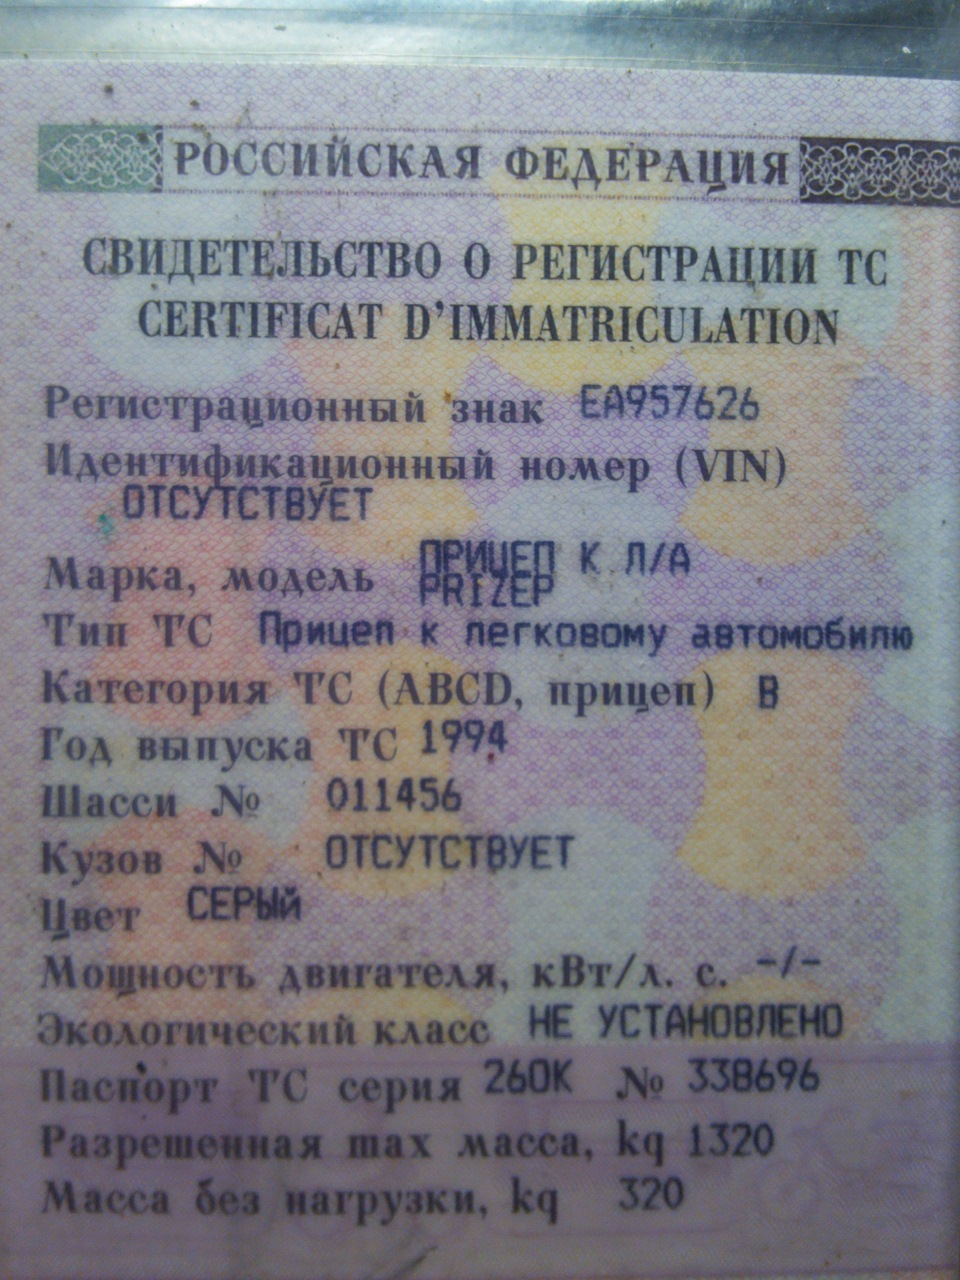 РОССИЙСКАЯ ФЕДЕРАЦИЯ
СВИДЕТЕЛЬСТВО О РЕГИСТРАЦИИ ТС
CERTIFICAT D'IMMATRICULATION
Регистрационный знак ЕА957626
Идентификационный номер (VIN)
ОТСУТСТВУЕТ
Марка, модель ПРИЦЕП К Л/А
PRIZEP
Тип ТС Прицеп к легковому автомобилю
Категория ТС (ABCD, прицеп) В
Год выпуска ТС 1994
Шасси № 011456
Кузов № ОТСУТСТВУЕТ
Цвет СЕРЫЙ
Мощность двигателя, кВт/л. с. -/-
Экологический класс НЕ УСТАНОВЛЕНО
Паспорт ТС серия 260К № 338696
Разрешенная max масса, kg 1320
Масса без нагрузки, kg 320